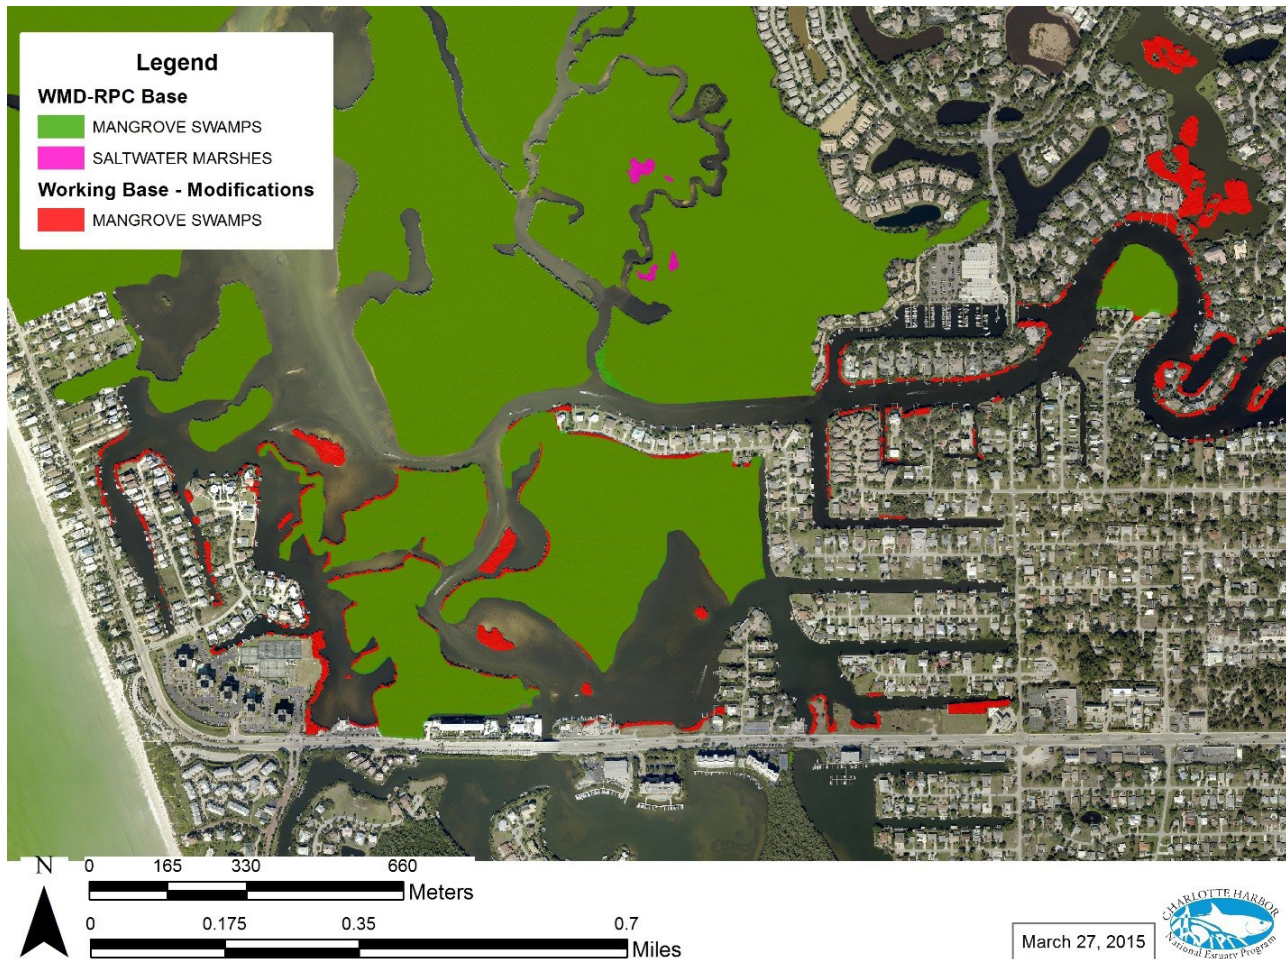 Legend
WMD-RPC Base
MANGROVE SWAMPS
SALTWATER MARSHES
Working Base - Modifications
MANGROVE SWAMPS
N
0 165 330 660
Meters
0 0.175 0.35 0.7
Miles
March 27, 2015
CHARLOTTE HARBOR
National Estuary Program